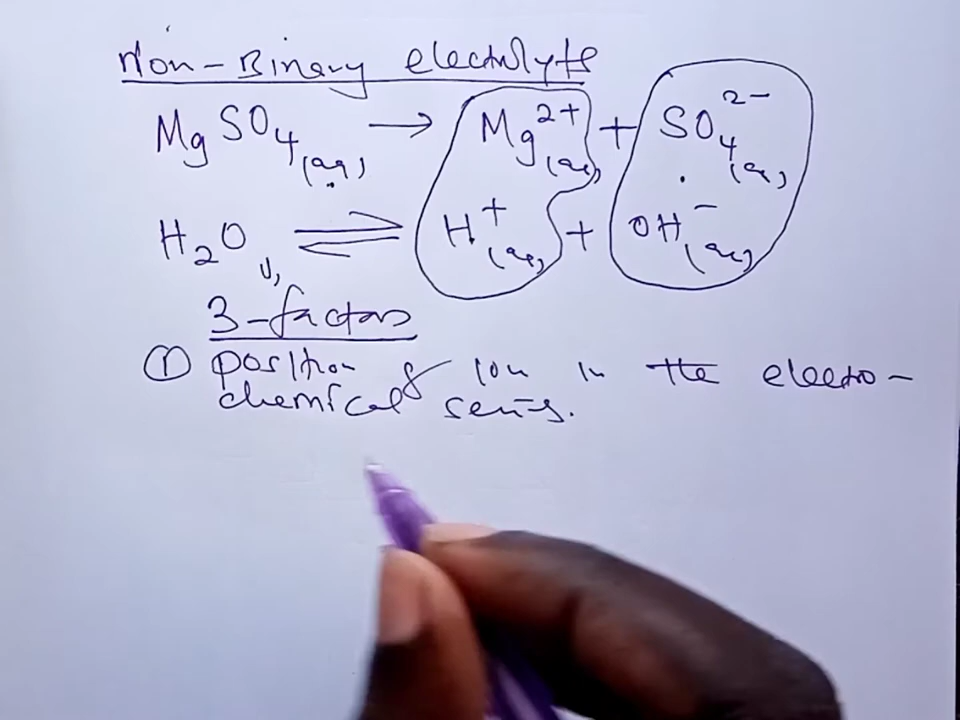 Non-Binary electrolyte
MgSO₄(aq) → Mg²⁺(aq) + SO₄²⁻(aq)
H₂O(l) ⇌ H⁺(aq) + OH⁻(aq)
3-factors
① position of ion in the electro-
chemical series.